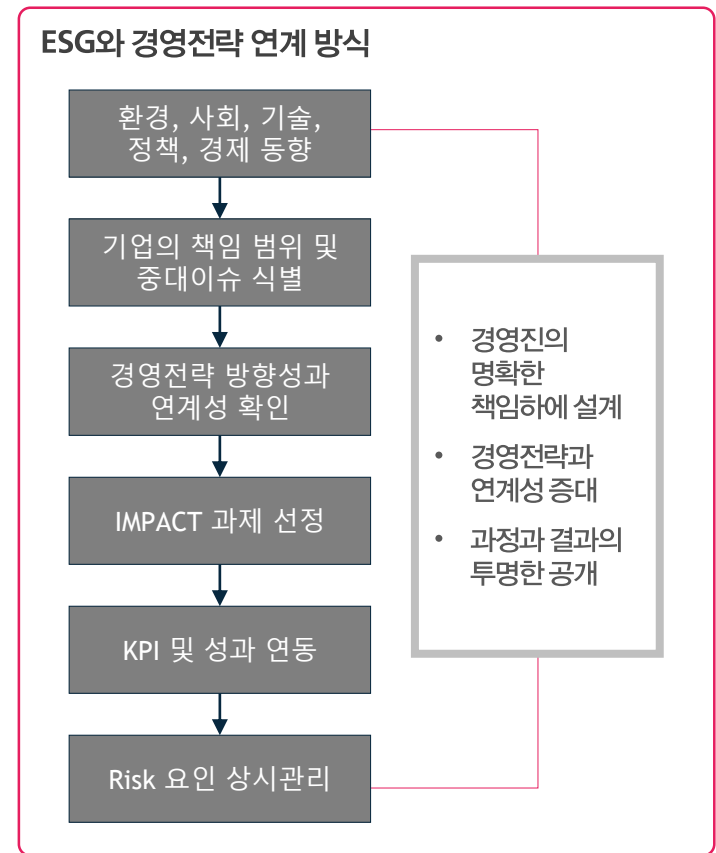 ESG와 경영전략 연계 방식
환경, 사회, 기술,
정책, 경제 동향
기업의 책임 범위 및
중대이슈 식별
경영전략 방향성과
연계성 확인
IMPACT 과제 선정
KPI 및 성과 연동
Risk 요인 상시관리
• 경영진의
명확한
책임하에 설계
• 경영전략과
연계성 증대
• 과정과 결과의
투명한 공개